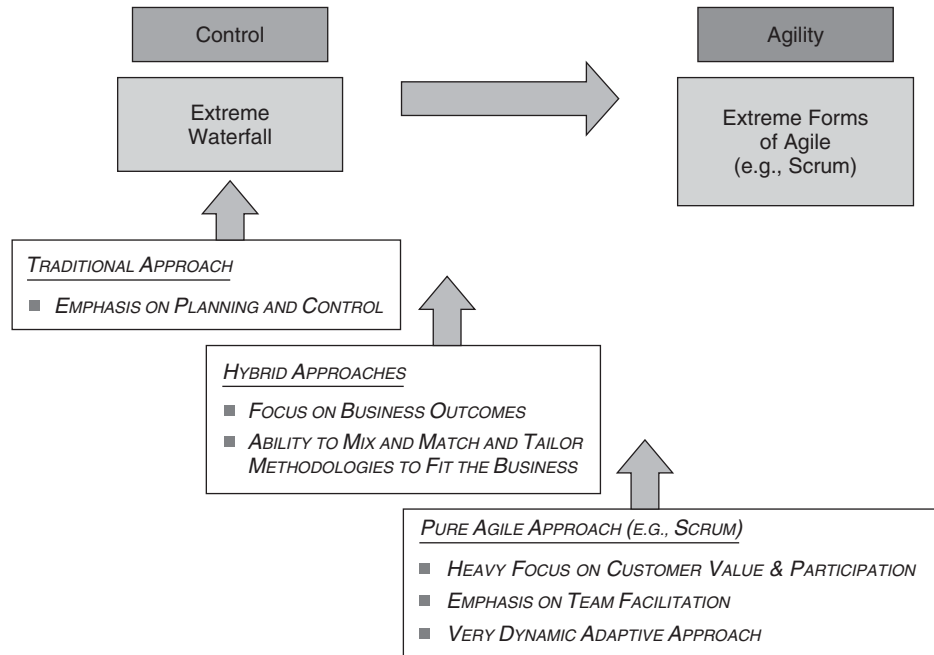 Control
Agility
Extreme
Waterfall
Extreme Forms
of Agile
(e.g., Scrum)
TRADITIONAL APPROACH
EMPHASIS ON PLANNING AND CONTROL
HYBRID APPROACHES
FOCUS ON BUSINESS OUTCOMES
ABILITY TO MIX AND MATCH AND TAILOR
METHODOLOGIES TO FIT THE BUSINESS
PURE AGILE APPROACH (E.G., SCRUM)
HEAVY FOCUS ON CUSTOMER VALUE & PARTICIPATION
EMPHASIS ON TEAM FACILITATION
VERY DYNAMIC ADAPTIVE APPROACH